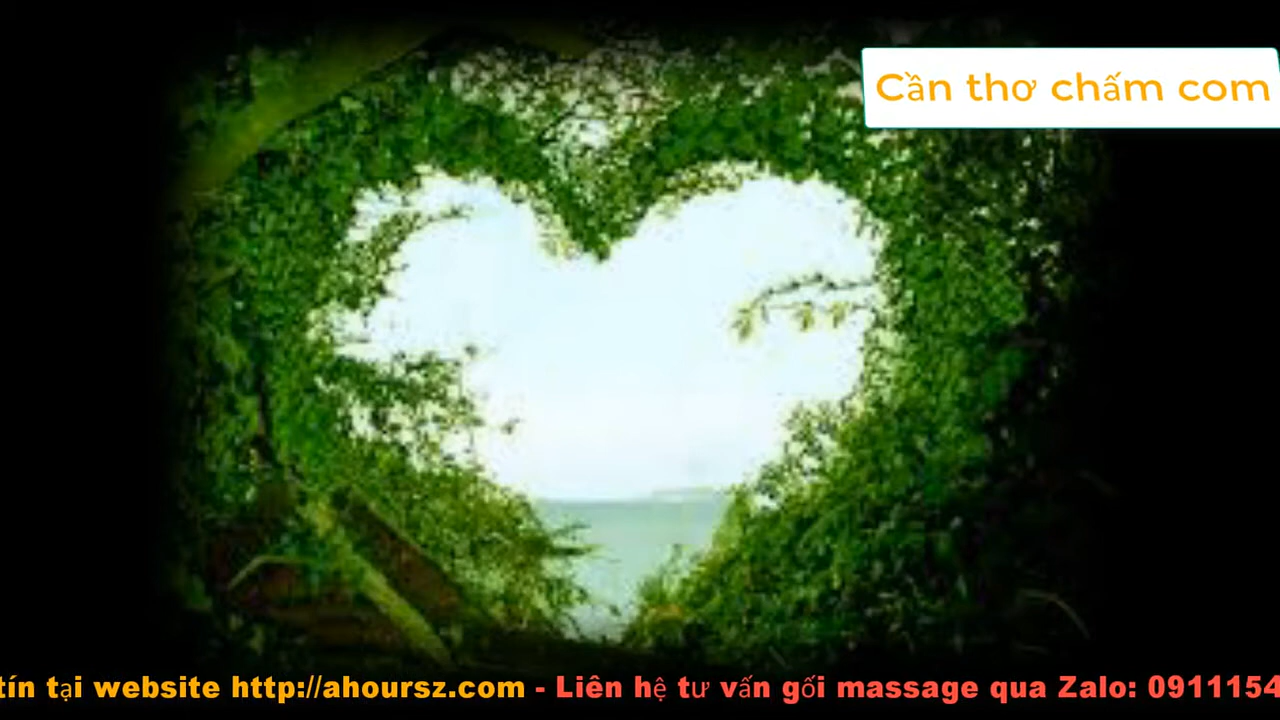 Cần thơ chấm com
tín tại website http://ahoursz.com - Liên hệ tư vấn gối massage qua Zalo: 0911154